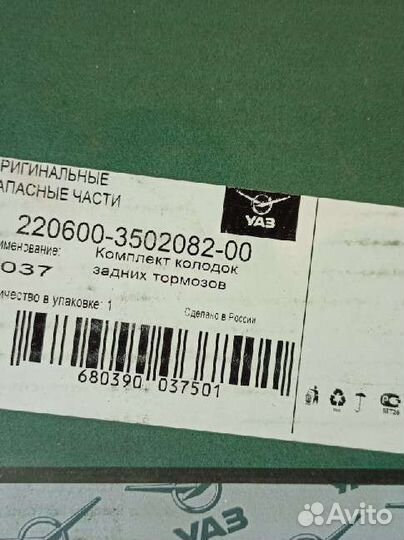 РИГИНАЛЬНЫЕ
АПАСНЫЕ ЧАСТИ
УАЗ
220600-3502082-00
именование:
Комплект колодок
задних тормозов
037
ичество в упаковке: 1
Сделано в России
680390 037501
УАЗ
Avito